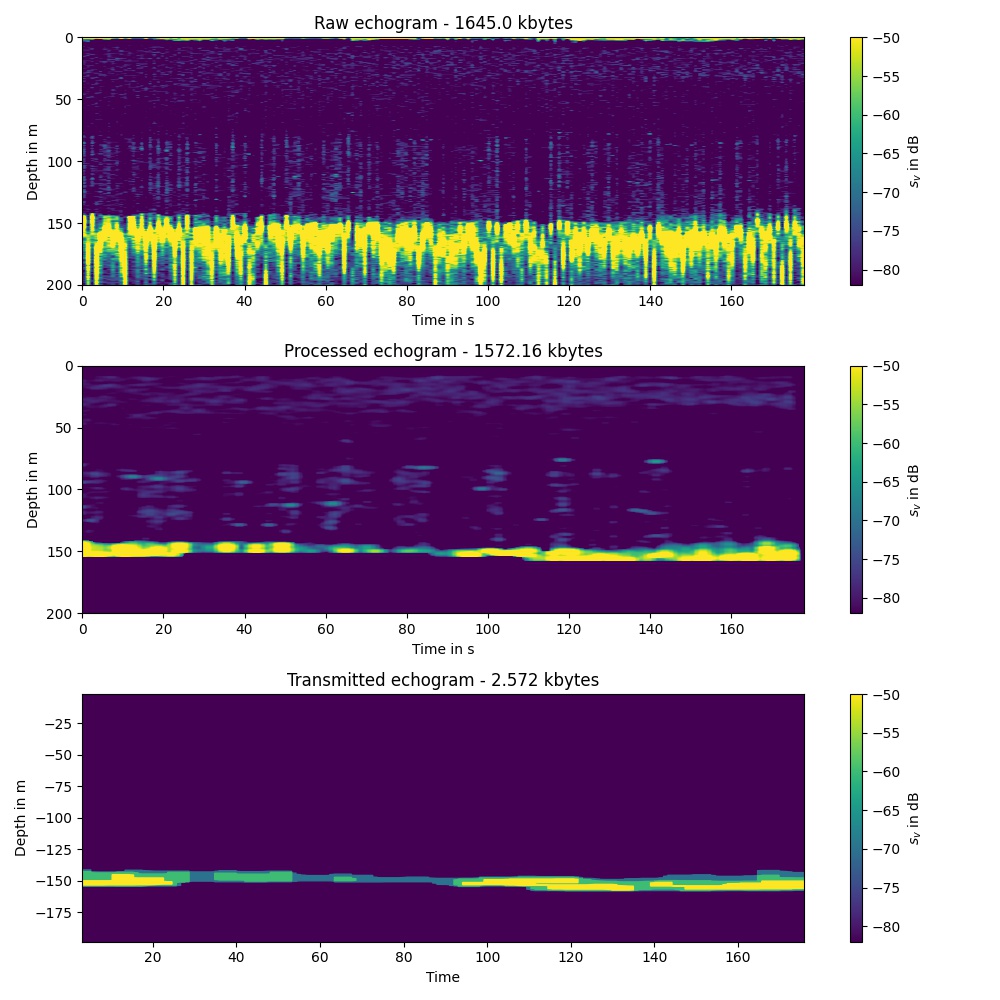 Raw echogram - 1645.0 kbytes
0
50
100
150
200
Depth in m
0 20 40 60 80 100 120 140 160
Time in s
−50
−55
−60
−65
−70
−75
−80
sv in dB
Processed echogram - 1572.16 kbytes
0
50
100
150
200
Depth in m
0 20 40 60 80 100 120 140 160
Time in s
−50
−55
−60
−65
−70
−75
−80
sv in dB
Transmitted echogram - 2.572 kbytes
−25
−50
−75
−100
−125
−150
−175
Depth in m
20 40 60 80 100 120 140 160
Time
−50
−55
−60
−65
−70
−75
−80
sv in dB